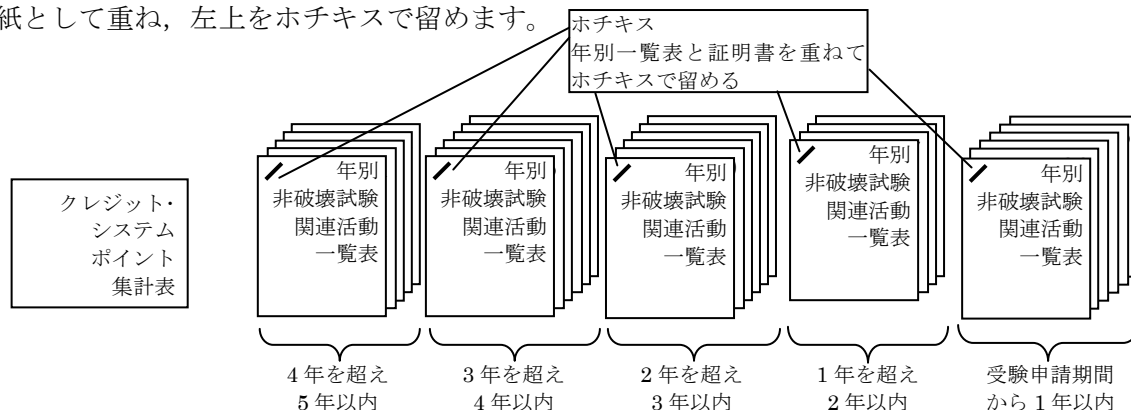 紙として重ね，左上をホチキスで留めます。
ホチキス
年別一覧表と証明書を重ねて
ホチキスで留める
クレジット・
システム
ポイント
集計表
年別
非破壊試験
関連活動
一覧表
年別
非破壊試験
関連活動
一覧表
年別
非破壊試験
関連活動
一覧表
年別
非破壊試験
関連活動
一覧表
年別
非破壊試験
関連活動
一覧表
4 年を超え
5 年以内
3 年を超え
4 年以内
2 年を超え
3 年以内
1 年を超え
2 年以内
受験申請期間
から 1 年以内